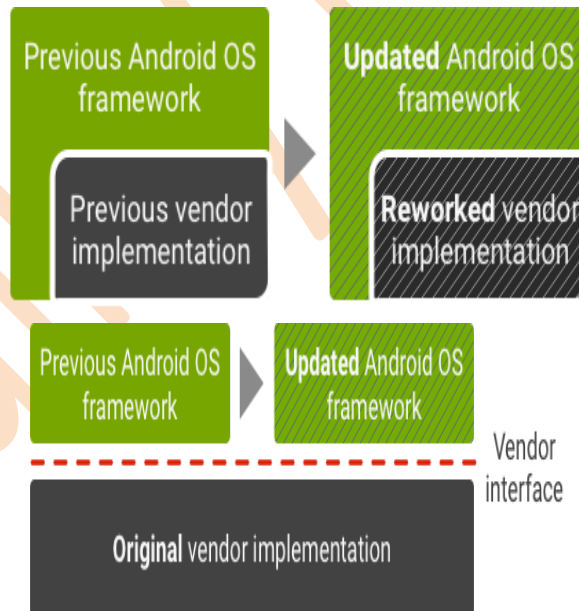 Previous Android OS
framework
Updated Android OS
framework
Previous vendor
implementation
Reworked vendor
implementation
Previous Android OS
framework
Updated Android OS
framework
Vendor
interface
Original vendor implementation